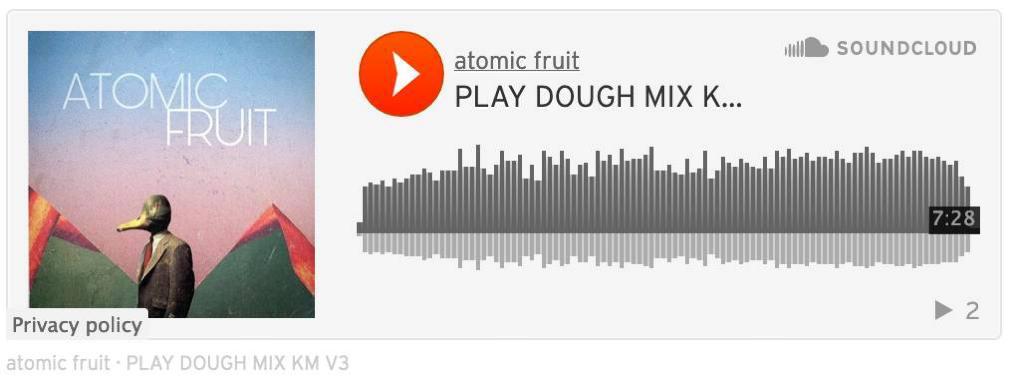 ATOMIC
FRUIT
atomic fruit
PLAY DOUGH MIX K...
SOUNDCLOUD
7:28
2
Privacy policy
atomic fruit · PLAY DOUGH MIX KM V3